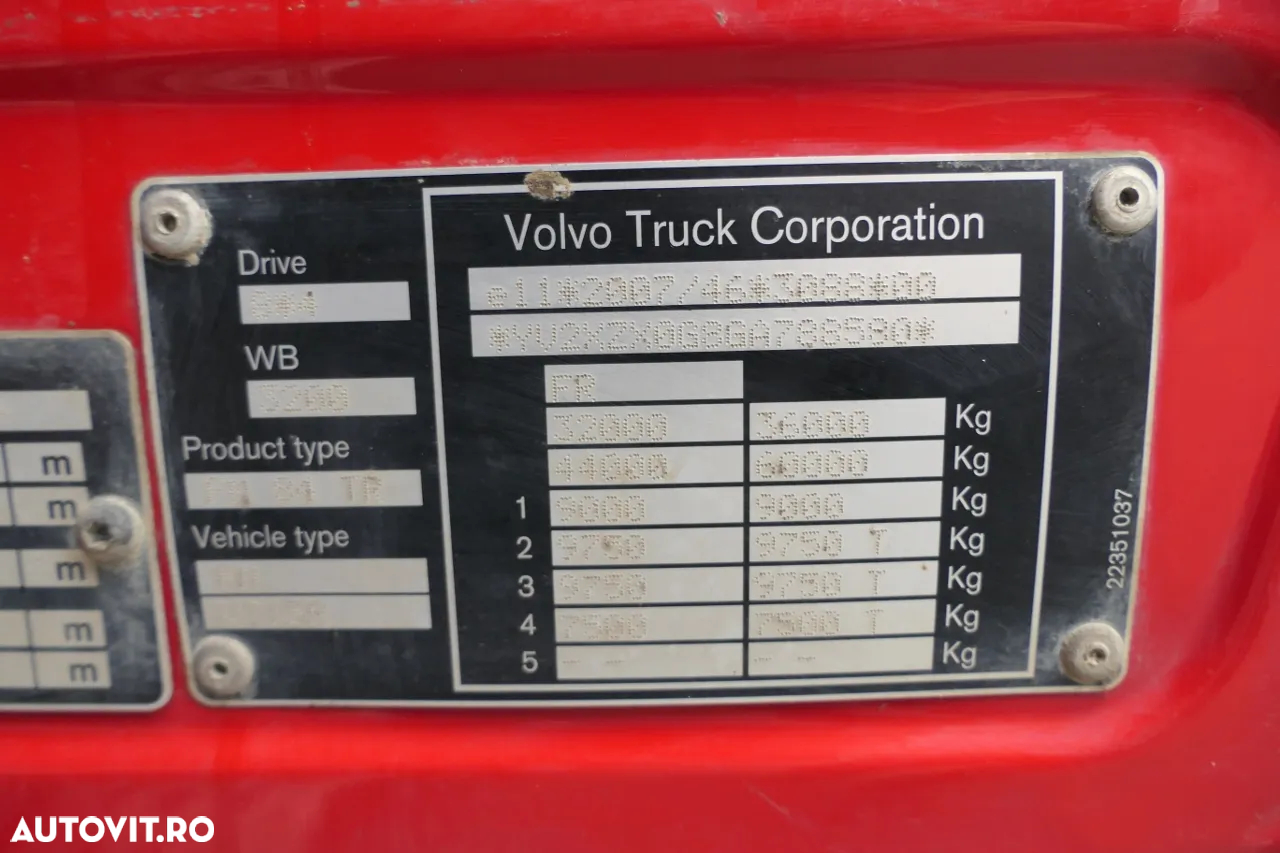 Volvo Truck Corporation
e11*2007/46*3088*00
Drive
WB
Product type
Vehicle type
FR
32000 36000 Kg
44000 60000 Kg
1 9000 9000 Kg
2 9750 9750 T Kg
3 9750 9750 T Kg
4 7500 7500 T Kg
5 -- -- Kg
22351037
m
m
m
m
m
AUTOVIT.RO